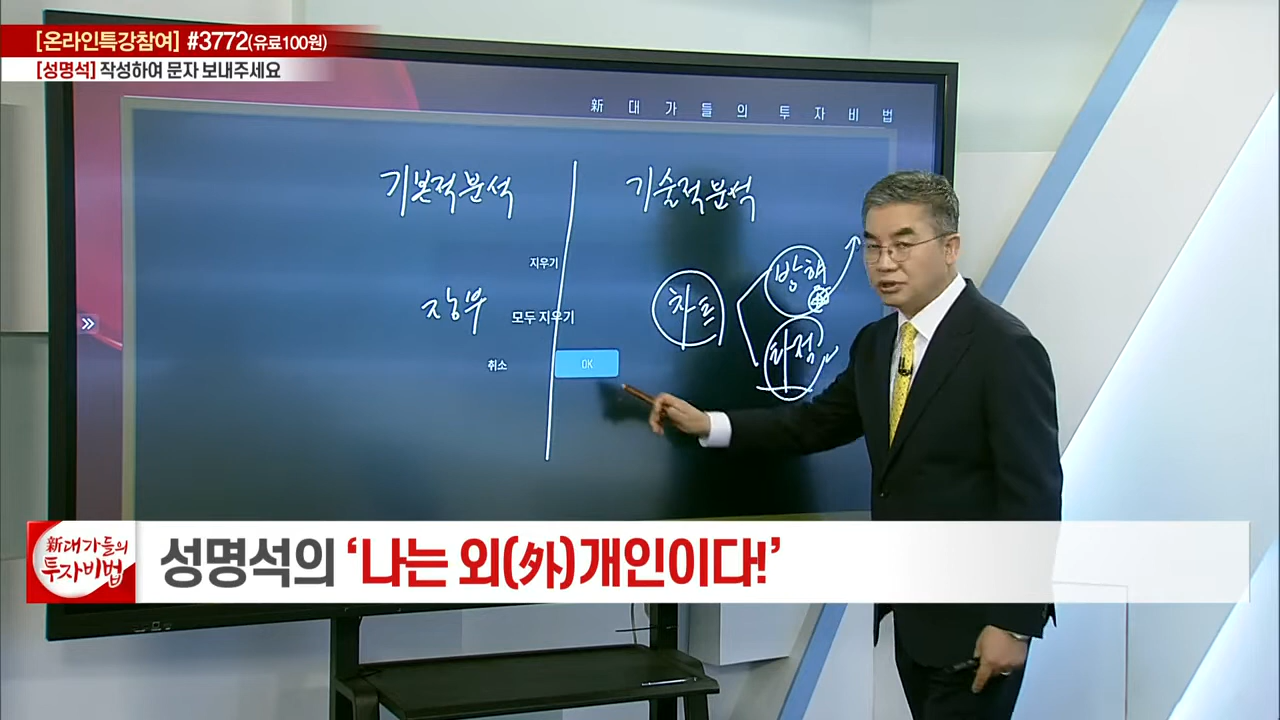 [온라인특강참여] #3772(유료100원)
[성명석] 작성하여 문자 보내주세요
新 대 가 들 의 투 자 비 법
기본적분석
기술적분석
지우기
방향
장부
모두 지우기
차트
타점
취소
OK
新대가들의
투자비법
성명석의 ‘나는 외(外)개인이다!’